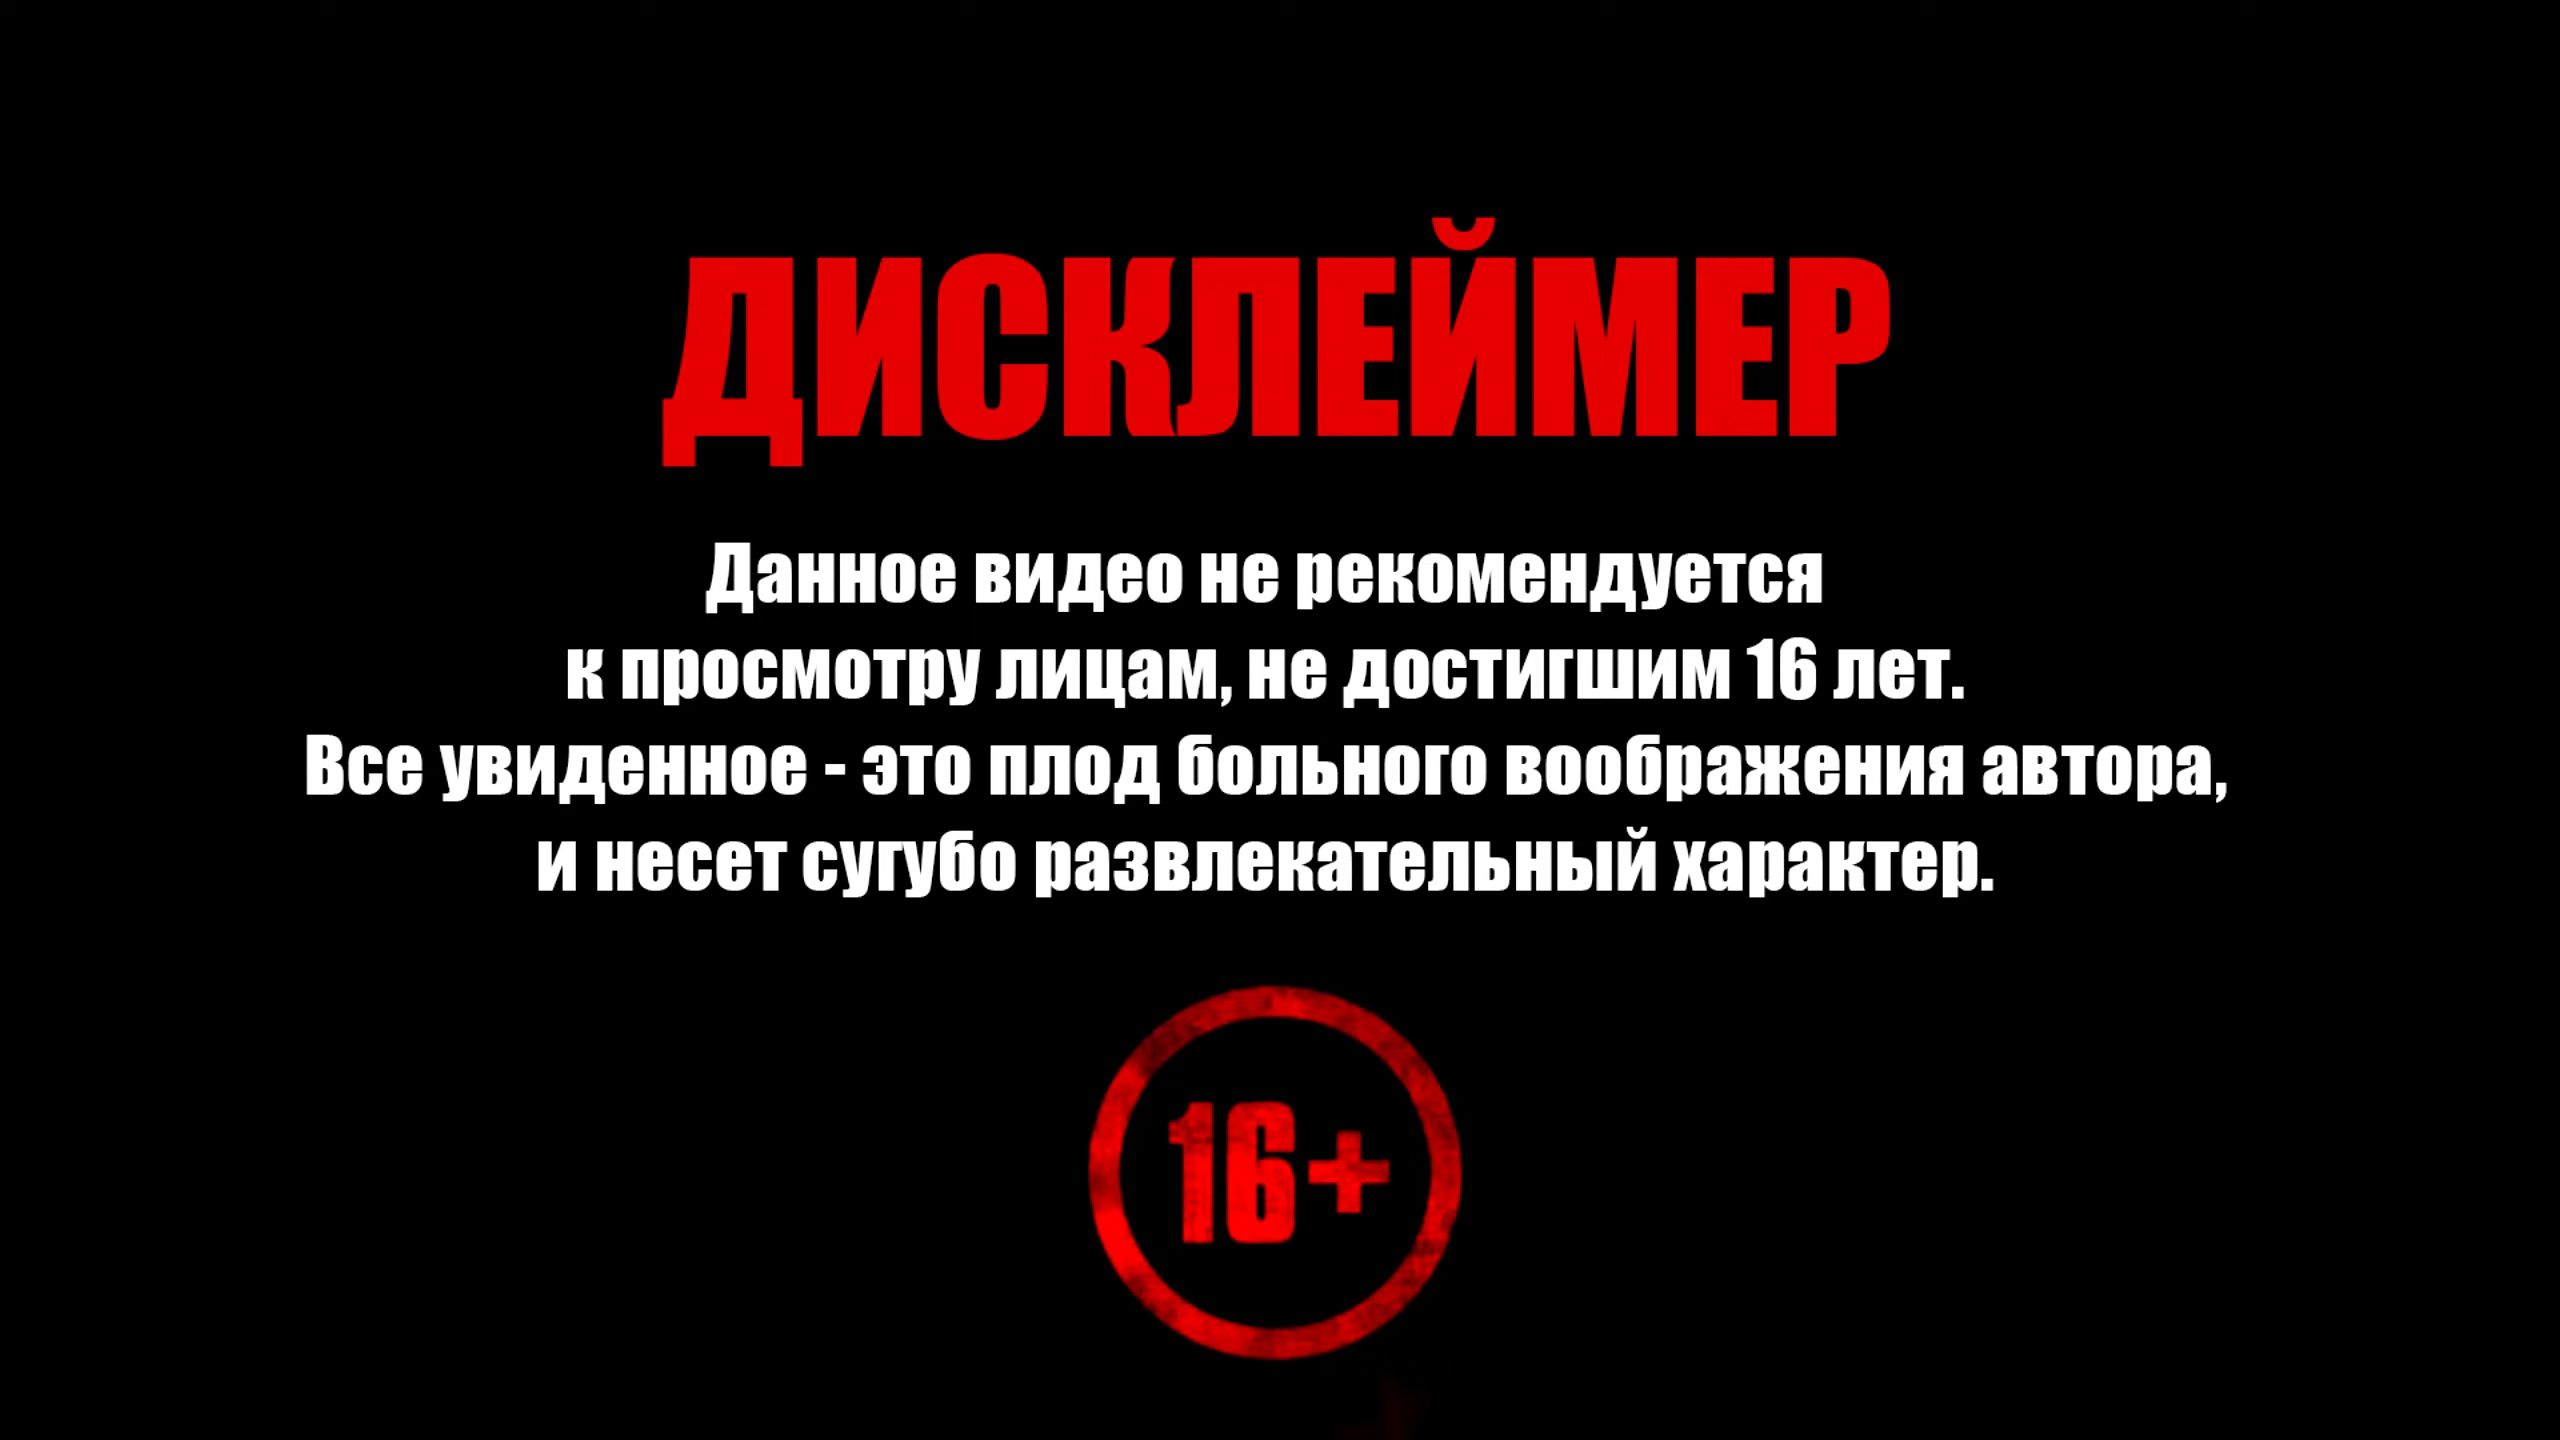 ДИСКЛЕЙМЕР
Данное видео не рекомендуется
к просмотру лицам, не достигшим 16 лет.
Все увиденное - это плод больного воображения автора,
и несет сугубо развлекательный характер.
16+